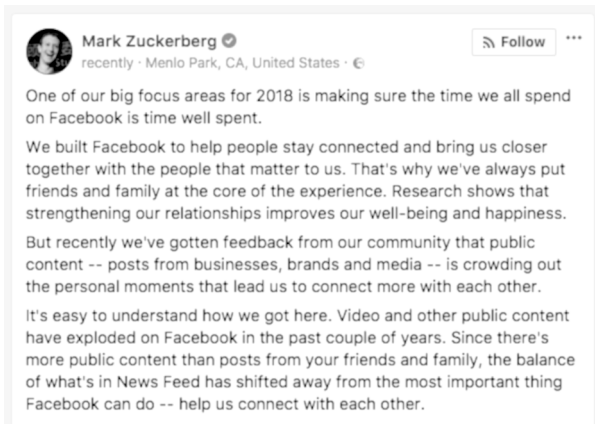 Mark Zuckerberg
Follow
recently · Menlo Park, CA, United States ·
One of our big focus areas for 2018 is making sure the time we all spend
on Facebook is time well spent.
We built Facebook to help people stay connected and bring us closer
together with the people that matter to us. That's why we've always put
friends and family at the core of the experience. Research shows that
strengthening our relationships improves our well-being and happiness.
But recently we've gotten feedback from our community that public
content -- posts from businesses, brands and media -- is crowding out
the personal moments that lead us to connect more with each other.
It's easy to understand how we got here. Video and other public content
have exploded on Facebook in the past couple of years. Since there's
more public content than posts from your friends and family, the balance
of what's in News Feed has shifted away from the most important thing
Facebook can do -- help us connect with each other.